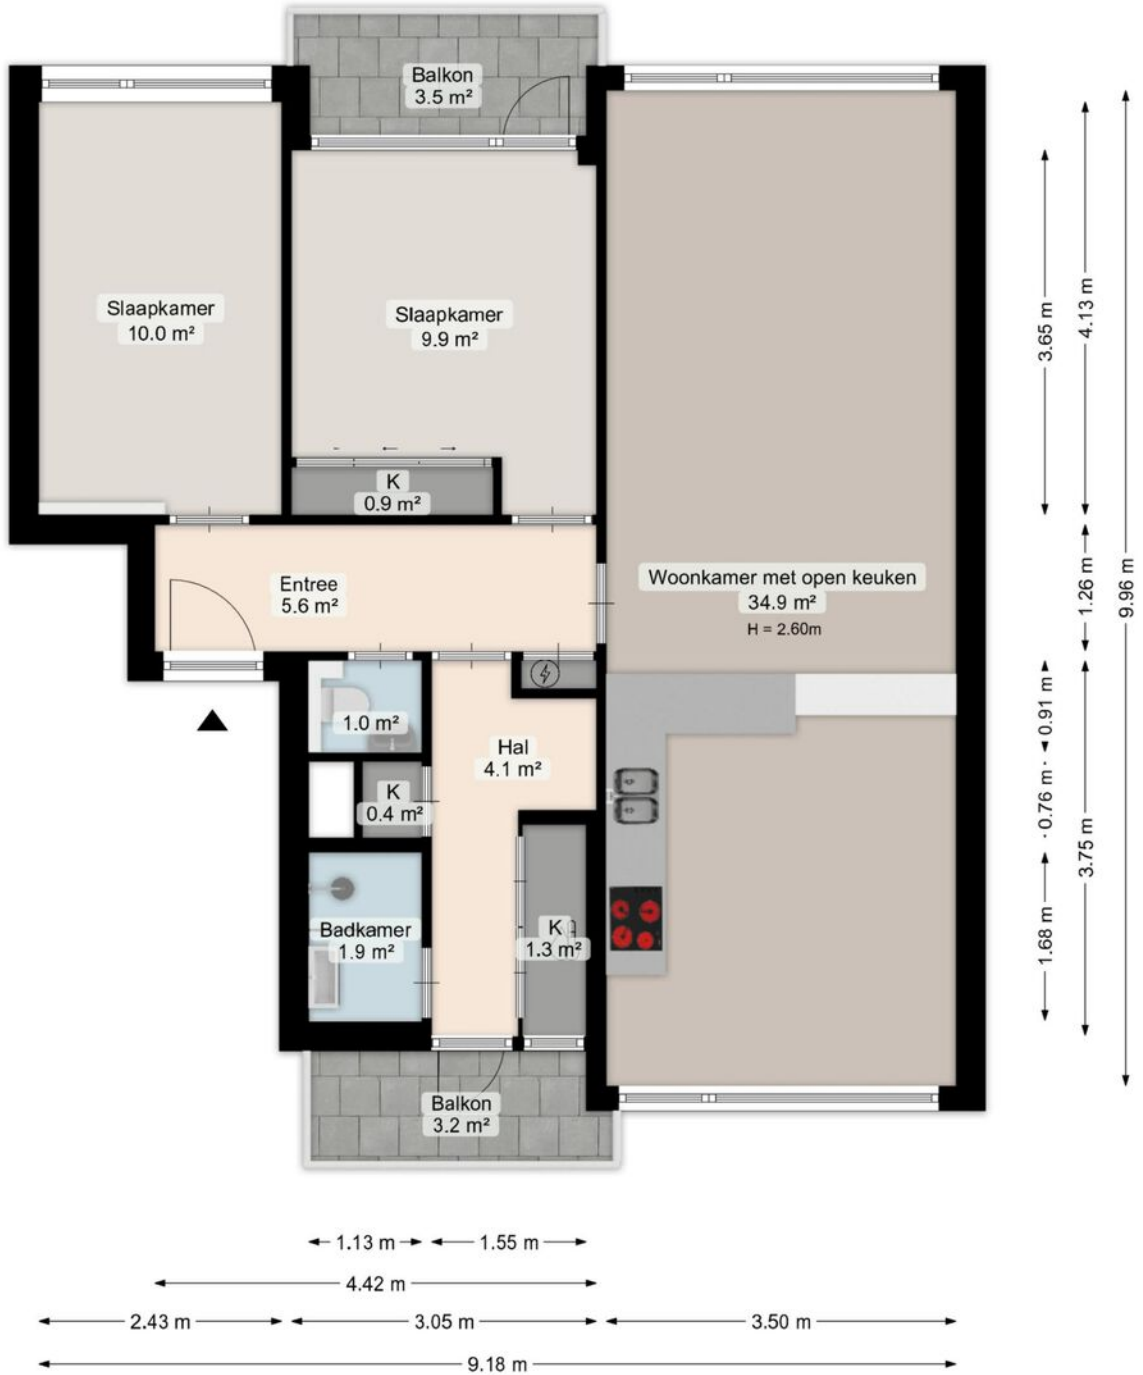 Balkon
3.5 m²
Slaapkamer
10.0 m²
Slaapkamer
9.9 m²
K
0.9 m²
Entree
5.6 m²
Woonkamer met open keuken
34.9 m²
H = 2.60m
1.0 m²
Hal
4.1 m²
K
0.4 m²
Badkamer
1.9 m²
K
1.3 m²
Balkon
3.2 m²
3.65 m
4.13 m
1.26 m
9.96 m
0.91 m
0.76 m
3.75 m
1.68 m
1.13 m
1.55 m
4.42 m
2.43 m
3.05 m
3.50 m
9.18 m